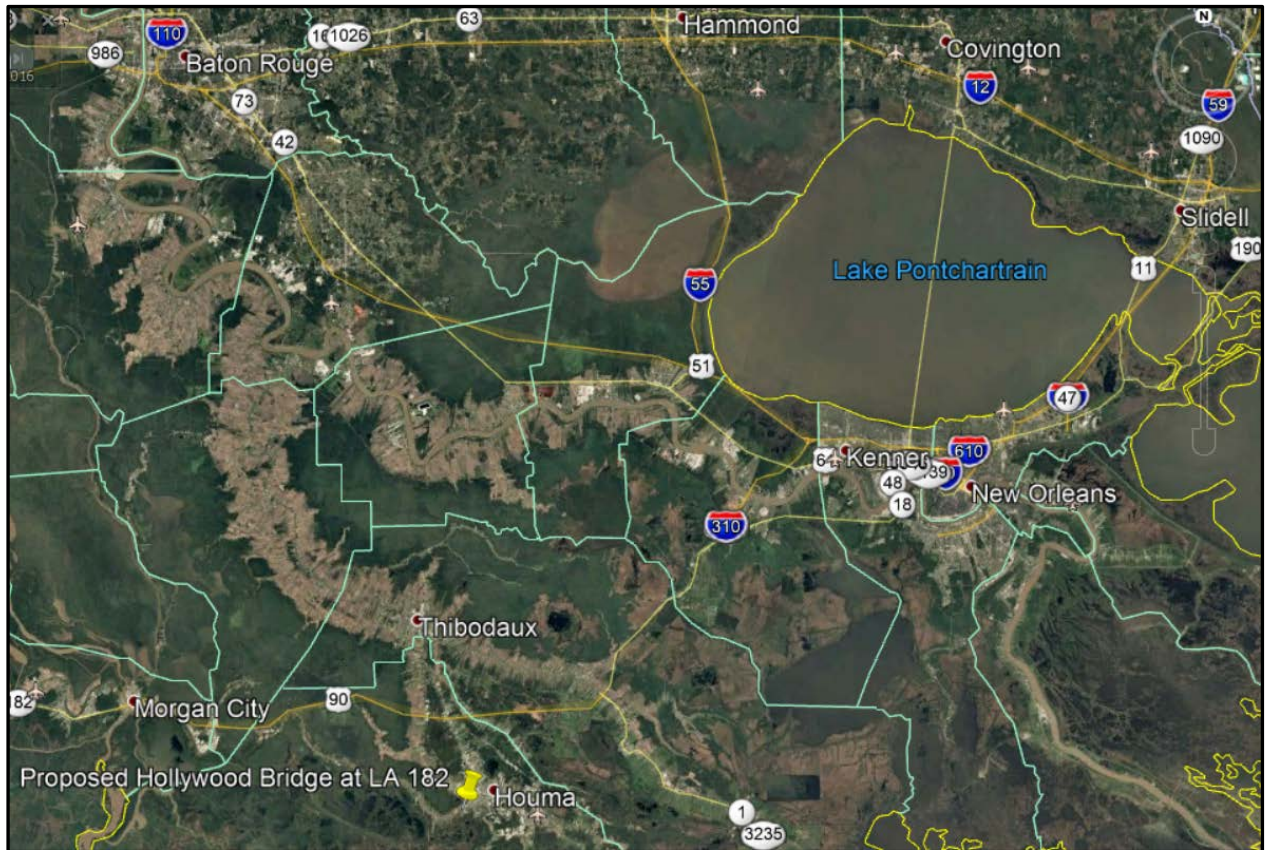 63
Hammond
110
1026
986
Baton Rouge
016
Covington
12
73
59
42
1090
Slidell
190
Lake Pontchartrain
11
55
51
47
Kenner
610
48
New Orleans
18
310
Thibodaux
90
Morgan City
Proposed Hollywood Bridge at LA 182
Houma
1
3235
N